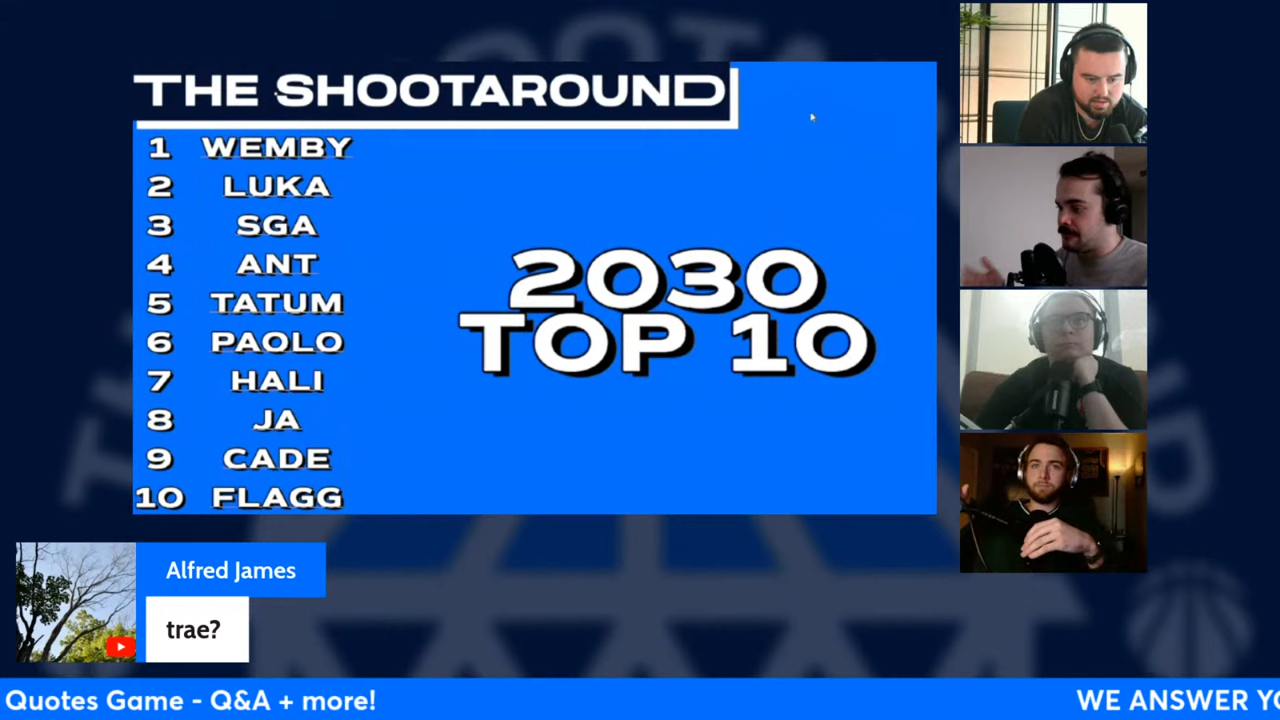 THE SHOOTAROUND
1 WEMBY
2 LUKA
3 SGA
4 ANT
5 TATUM
6 PAOLO
7 HALI
8 JA
9 CADE
10 FLAGG
2030
TOP 10
Alfred James
trae?
Quotes Game - Q&A + more!
WE ANSWER